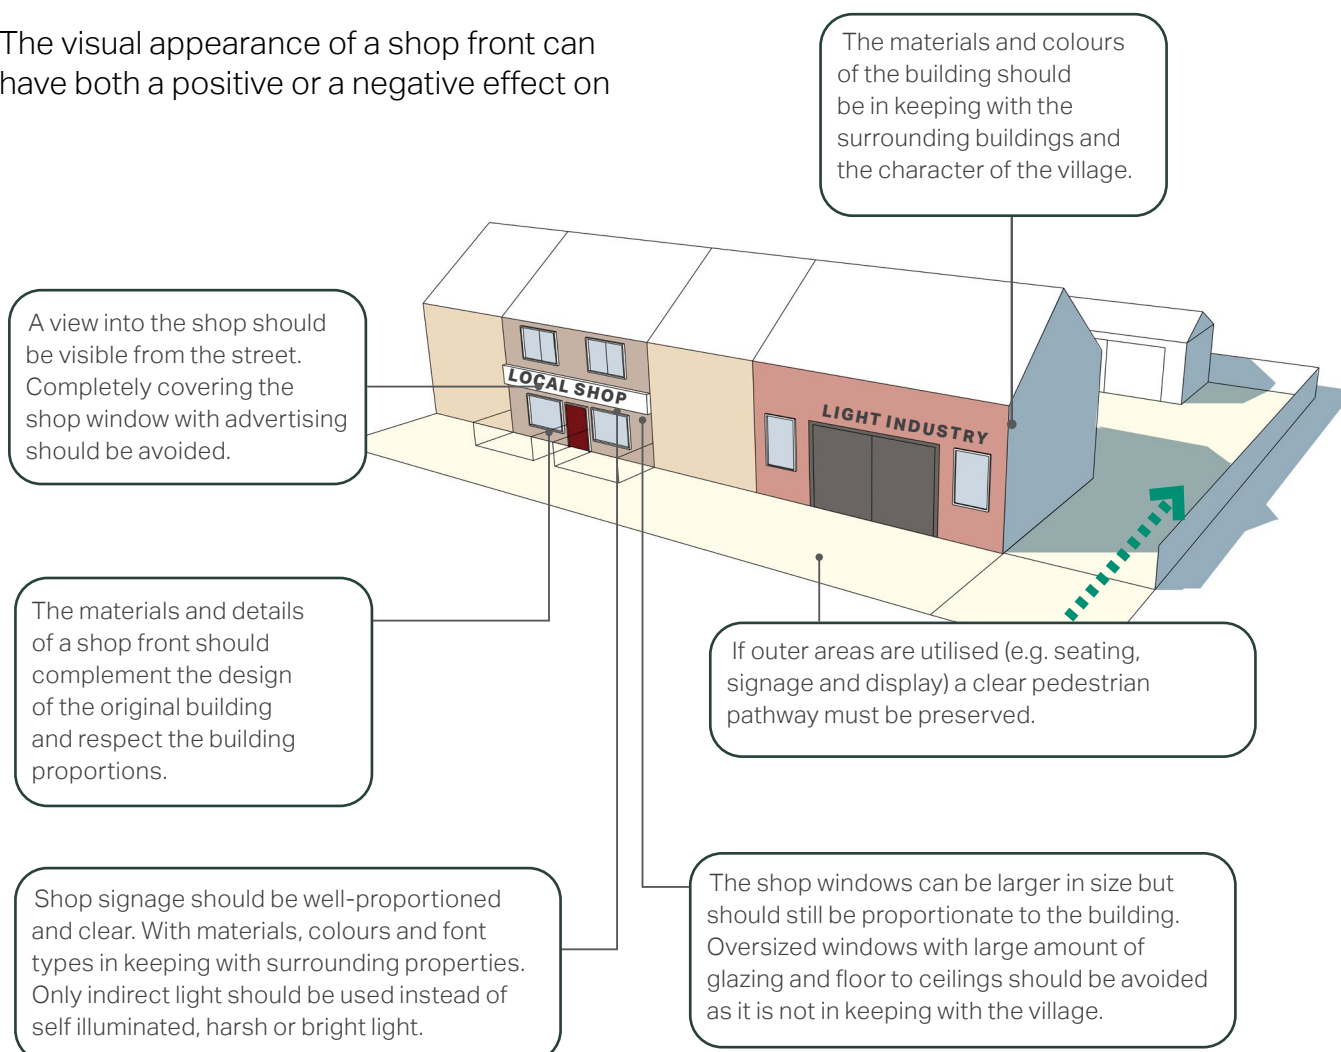 The visual appearance of a shop front can
have both a positive or a negative effect on
The materials and colours
of the building should
be in keeping with the
surrounding buildings and
the character of the village.
A view into the shop should
be visible from the street.
Completely covering the
shop window with advertising
should be avoided.
LOCAL SHOP
LIGHT INDUSTRY
The materials and details
of a shop front should
complement the design
of the original building
and respect the building
proportions.
If outer areas are utilised (e.g. seating,
signage and display) a clear pedestrian
pathway must be preserved.
Shop signage should be well-proportioned
and clear. With materials, colours and font
types in keeping with surrounding properties.
Only indirect light should be used instead of
self illuminated, harsh or bright light.
The shop windows can be larger in size but
should still be proportionate to the building.
Oversized windows with large amount of
glazing and floor to ceilings should be avoided
as it is not in keeping with the village.